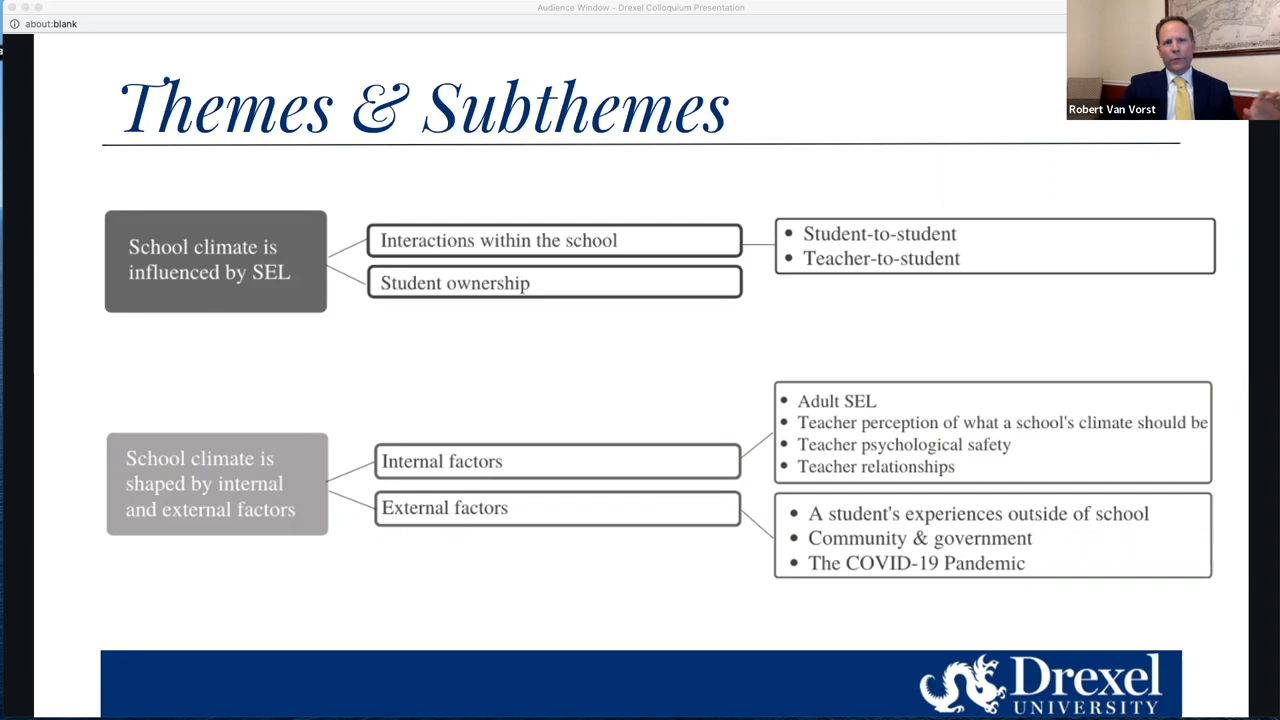 Audience Window - Drexel Colloquium Presentation
about:blank
Robert Van Vorst
Themes & Subthemes
School climate is
influenced by SEL
Interactions within the school
Student ownership
Student-to-student
Teacher-to-student
School climate is
shaped by internal
and external factors
Internal factors
External factors
Adult SEL
Teacher perception of what a school's climate should be
Teacher psychological safety
Teacher relationships
A student's experiences outside of school
Community & government
The COVID-19 Pandemic
Drexel
UNIVERSITY